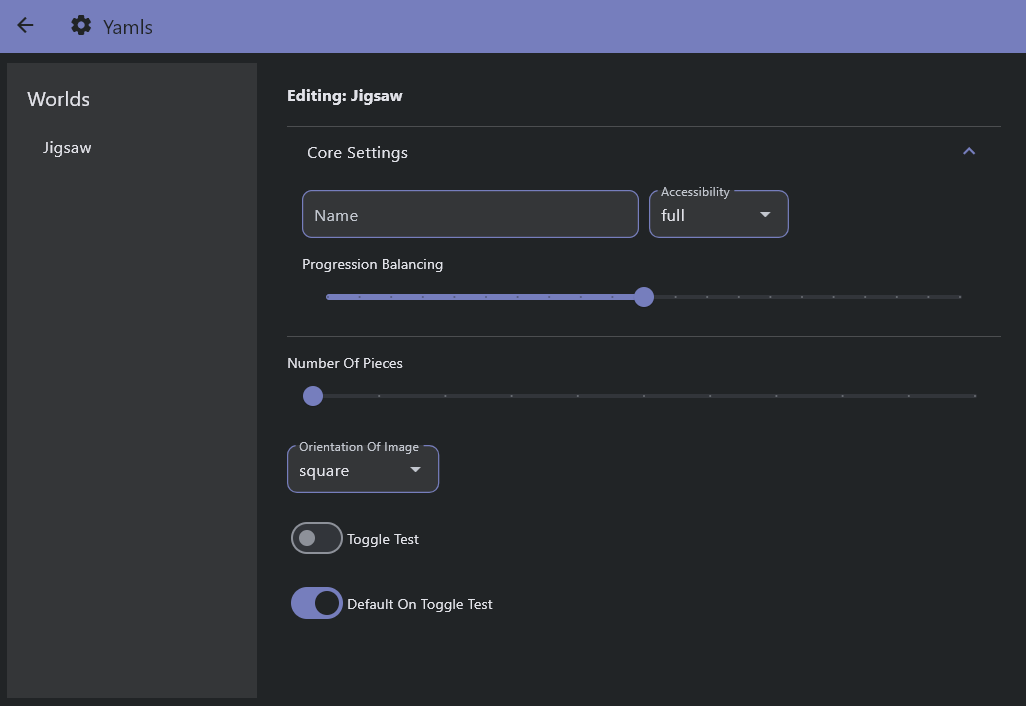 Yamls
Worlds
Jigsaw
Editing: Jigsaw
Core Settings
Name
Accessibility
full
Progression Balancing
Number Of Pieces
Orientation Of Image
square
Toggle Test
Default On Toggle Test